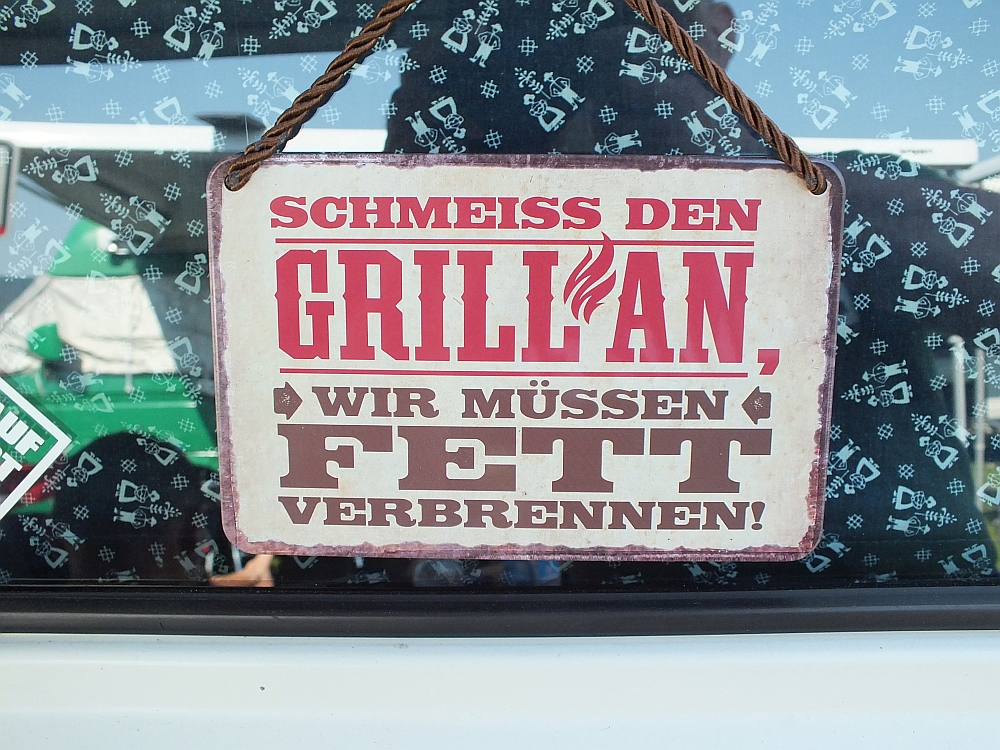 SCHMEISS DEN
GRILL AN,
WIR MÜSSEN
FETT
VERBRENNEN!